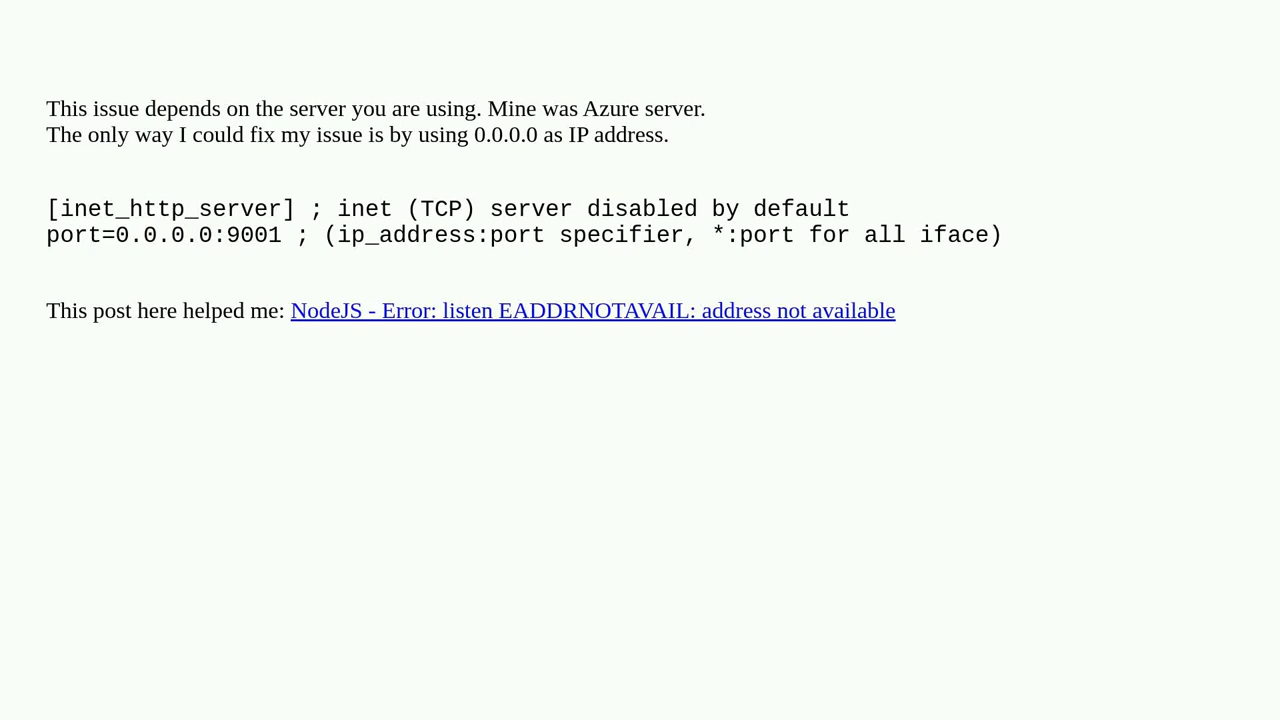 This issue depends on the server you are using. Mine was Azure server.
The only way I could fix my issue is by using 0.0.0.0 as IP address.
[inet_http_server] ; inet (TCP) server disabled by default
port=0.0.0.0:9001 ; (ip_address:port specifier, *:port for all iface)
This post here helped me: NodeJS - Error: listen EADDRNOTAVAIL: address not available